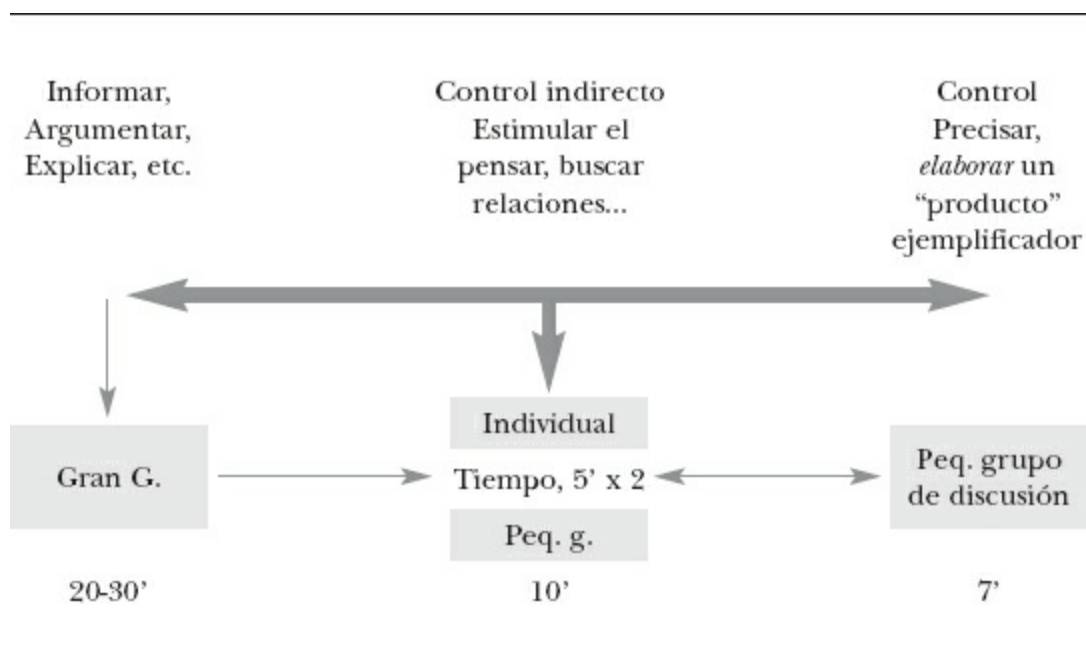 Informar,
Argumentar,
Explicar, etc.
Control indirecto
Estimular el
pensar, buscar
relaciones...
Control
Precisar,
elaborar un
“producto”
ejemplificador
Gran G.
Individual
Tiempo, 5’ x 2
Peq. g.
Peq. grupo
de discusión
20-30’
10’
7’